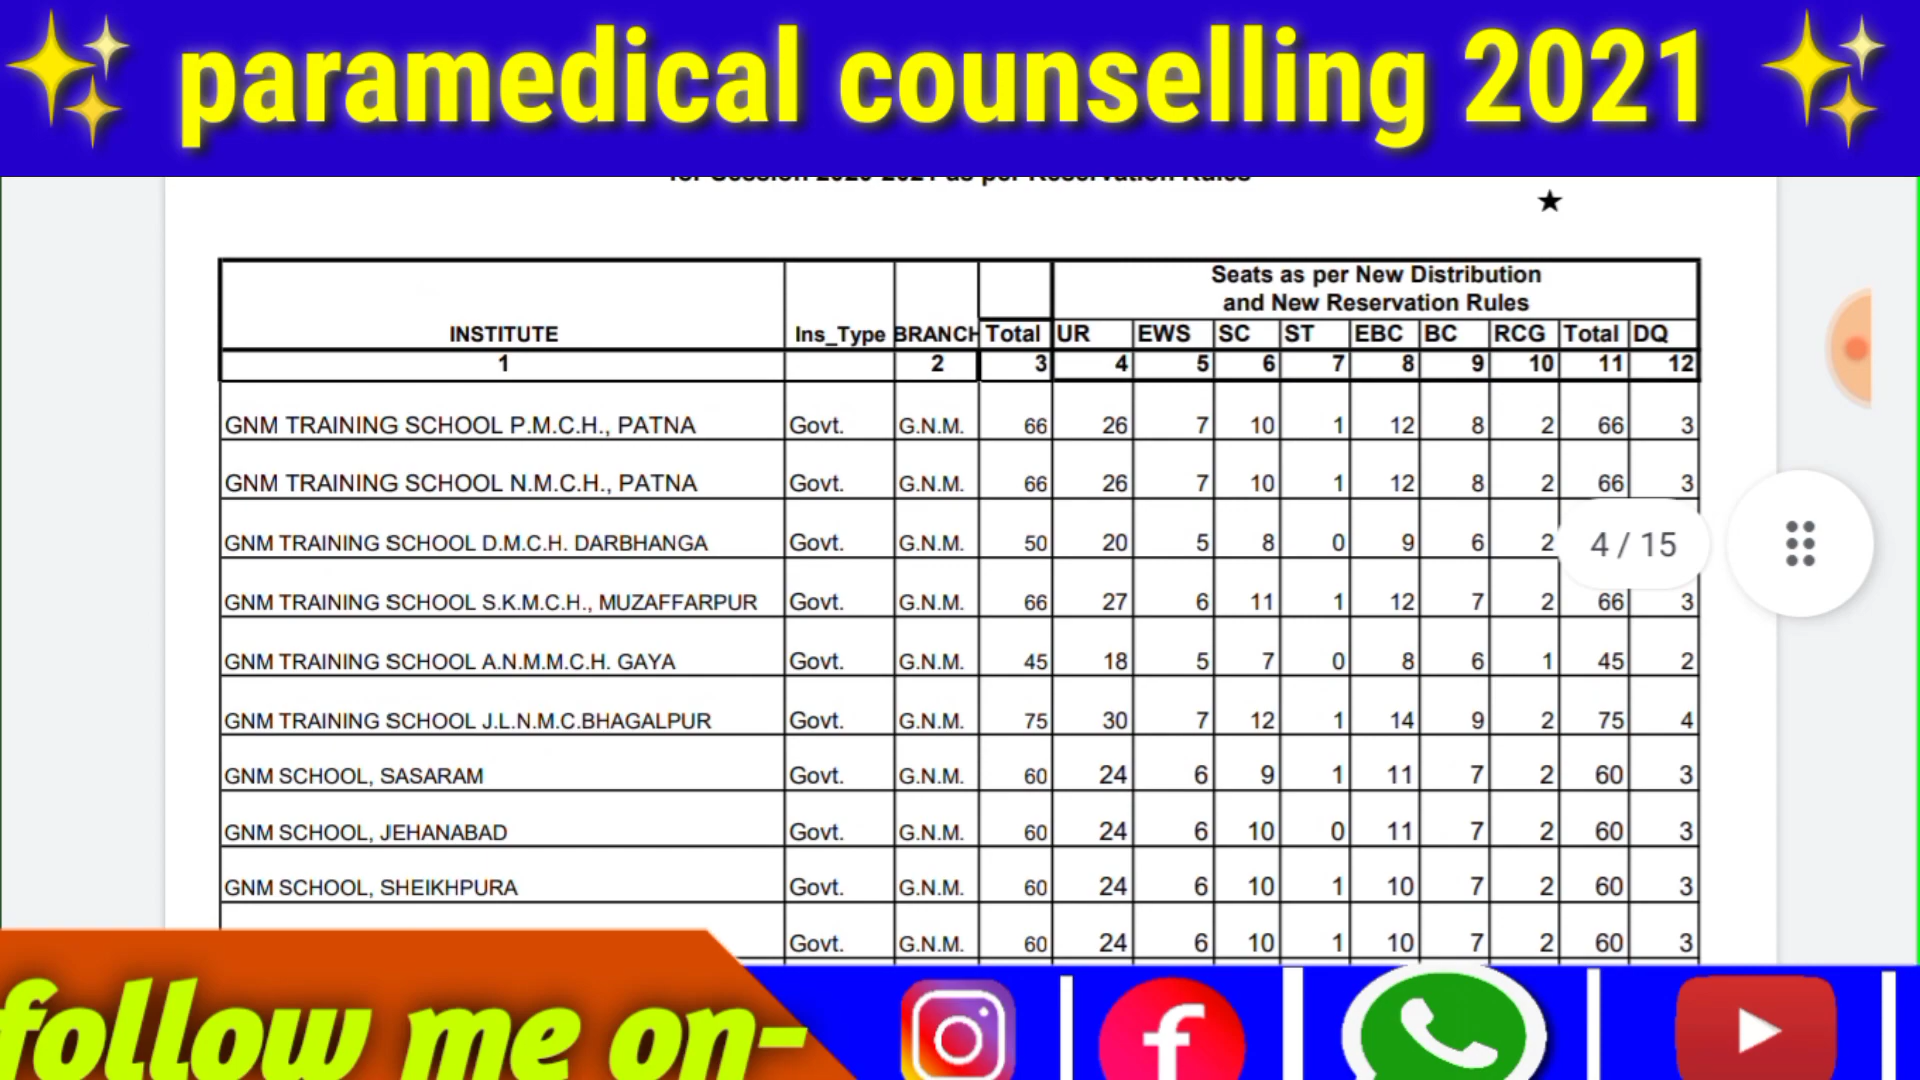 paramedical counselling 2021
for Session 2020-2021 as per Reservation Rules
Seats as per New Distribution
and New Reservation Rules
INSTITUTE Ins_Type BRANCH Total UR EWS SC ST EBC BC RCG Total DQ
1 2 3 4 5 6 7 8 9 10 11 12
GNM TRAINING SCHOOL P.M.C.H., PATNA Govt. G.N.M. 66 26 7 10 1 12 8 2 66 3
GNM TRAINING SCHOOL N.M.C.H., PATNA Govt. G.N.M. 66 26 7 10 1 12 8 2 66 3
GNM TRAINING SCHOOL D.M.C.H. DARBHANGA Govt. G.N.M. 50 20 5 8 0 9 6 2
4 / 15
GNM TRAINING SCHOOL S.K.M.C.H., MUZAFFARPUR Govt. G.N.M. 66 27 6 11 1 12 7 2 66 3
GNM TRAINING SCHOOL A.N.M.M.C.H. GAYA Govt. G.N.M. 45 18 5 7 0 8 6 1 45 2
GNM TRAINING SCHOOL J.L.N.M.C.BHAGALPUR Govt. G.N.M. 75 30 7 12 1 14 9 2 75 4
GNM SCHOOL, SASARAM Govt. G.N.M. 60 24 6 9 1 11 7 2 60 3
GNM SCHOOL, JEHANABAD Govt. G.N.M. 60 24 6 10 0 11 7 2 60 3
GNM SCHOOL, SHEIKHPURA Govt. G.N.M. 60 24 6 10 1 10 7 2 60 3
Govt. G.N.M. 60 24 6 10 1 10 7 2 60 3
follow me on-